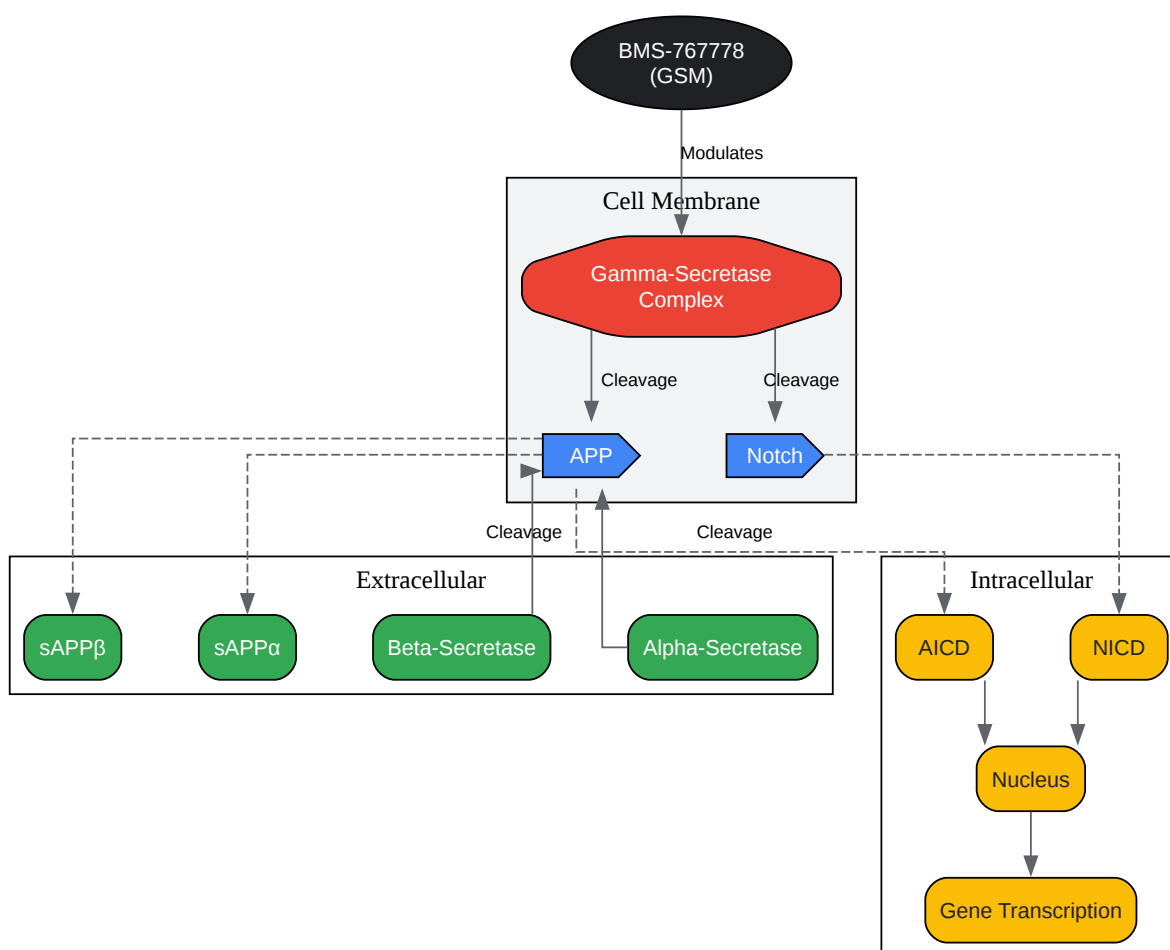 BMS-767778
(GSM)
Modulates
Cell Membrane
Gamma-Secretase
Complex
Cleavage
Cleavage
APP
Notch
Cleavage
Cleavage
Extracellular
Intracellular
sAPPβ
sAPPα
Beta-Secretase
Alpha-Secretase
AICD
NICD
Nucleus
Gene Transcription